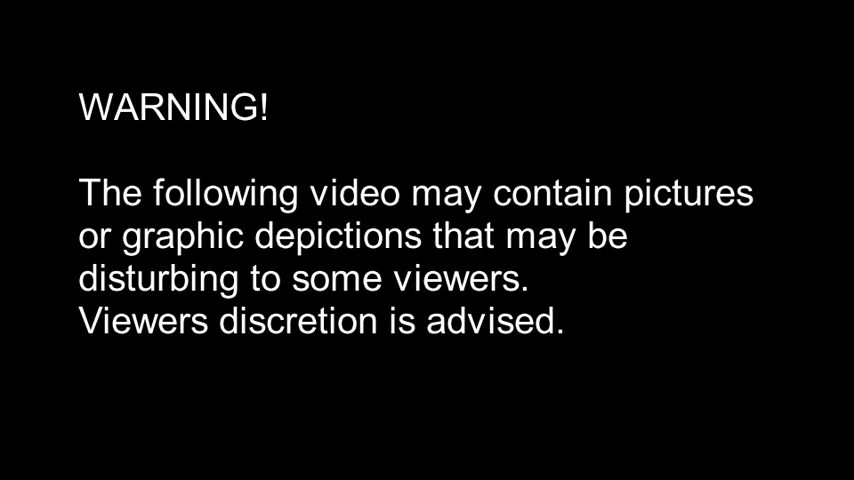 WARNING!
The following video may contain pictures
or graphic depictions that may be
disturbing to some viewers.
Viewers discretion is advised.